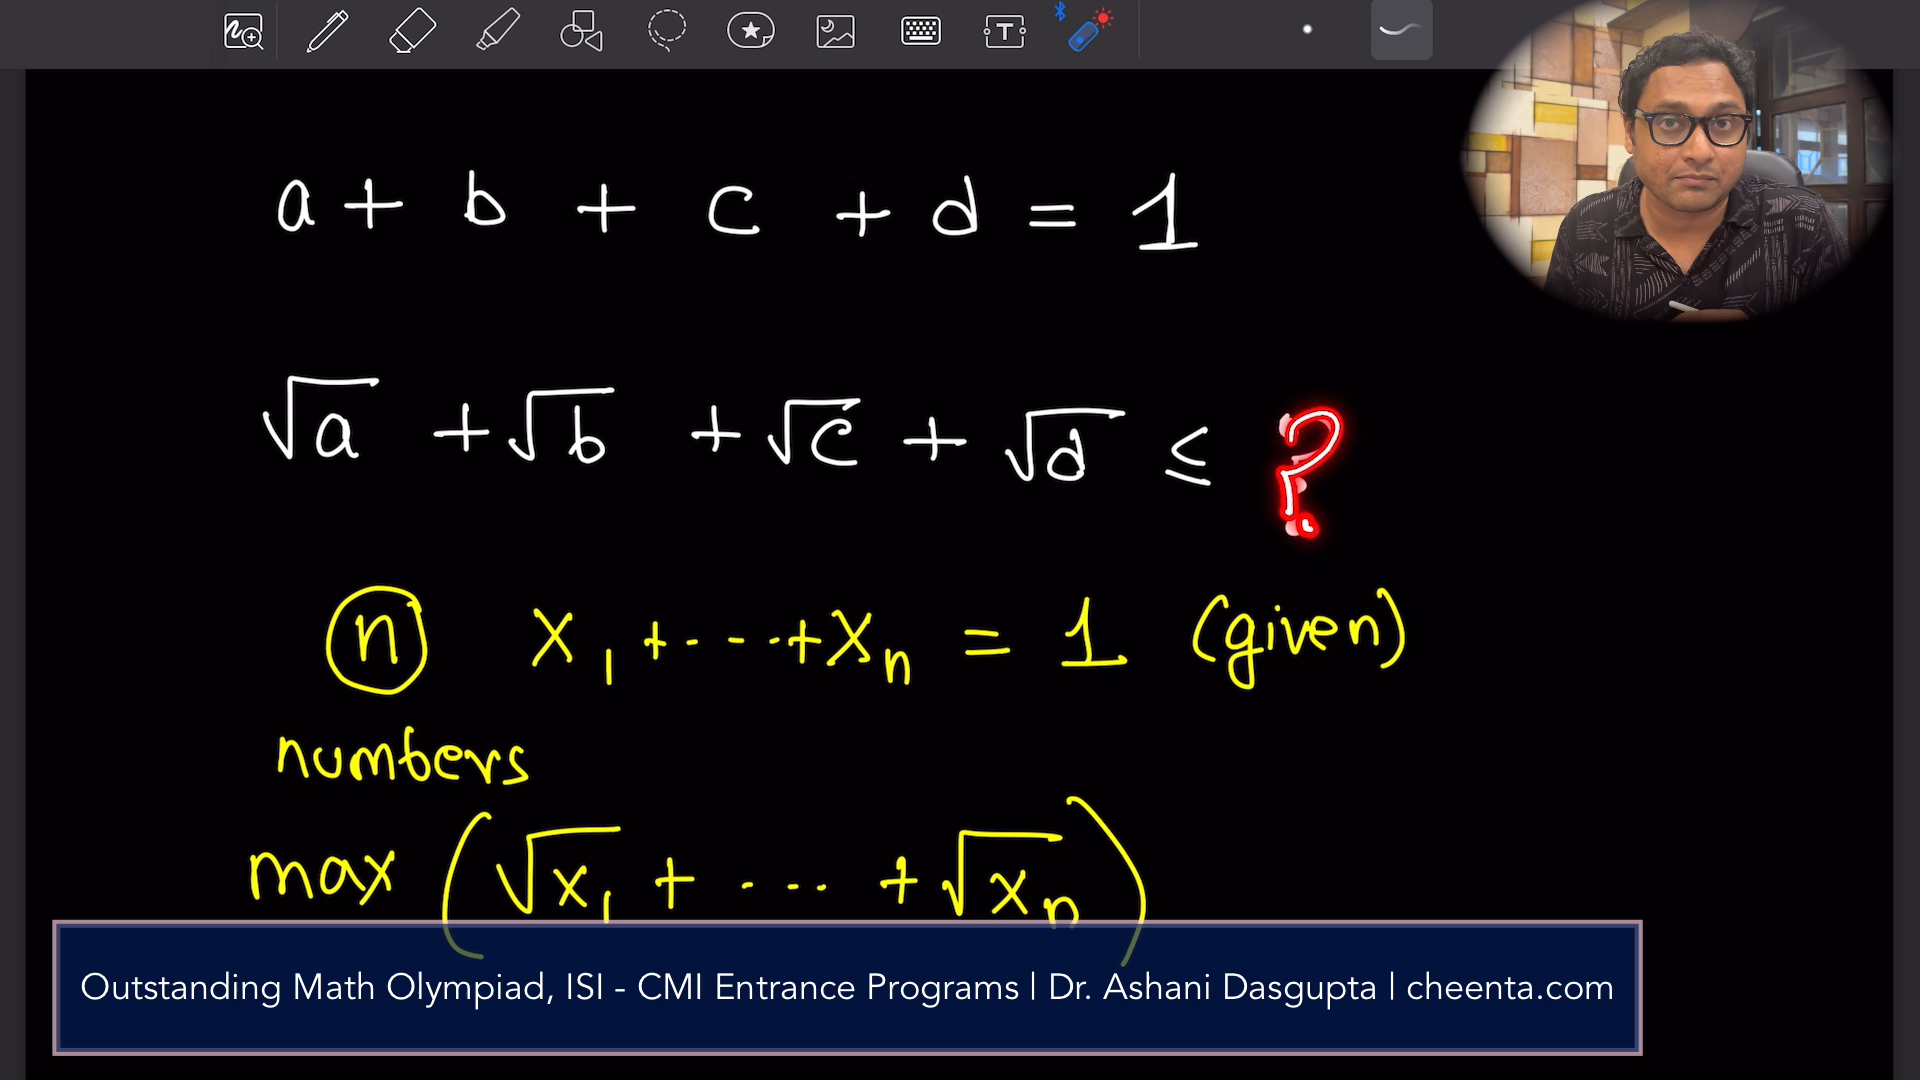 a + b + c + d = 1
√a + √b + √c + √d ≤ ?
n x₁ + --- + xₙ = 1 (given)
numbers
max (√x₁ + --- + √xₙ)
Outstanding Math Olympiad, ISI - CMI Entrance Programs | Dr. Ashani Dasgupta | cheenta.com